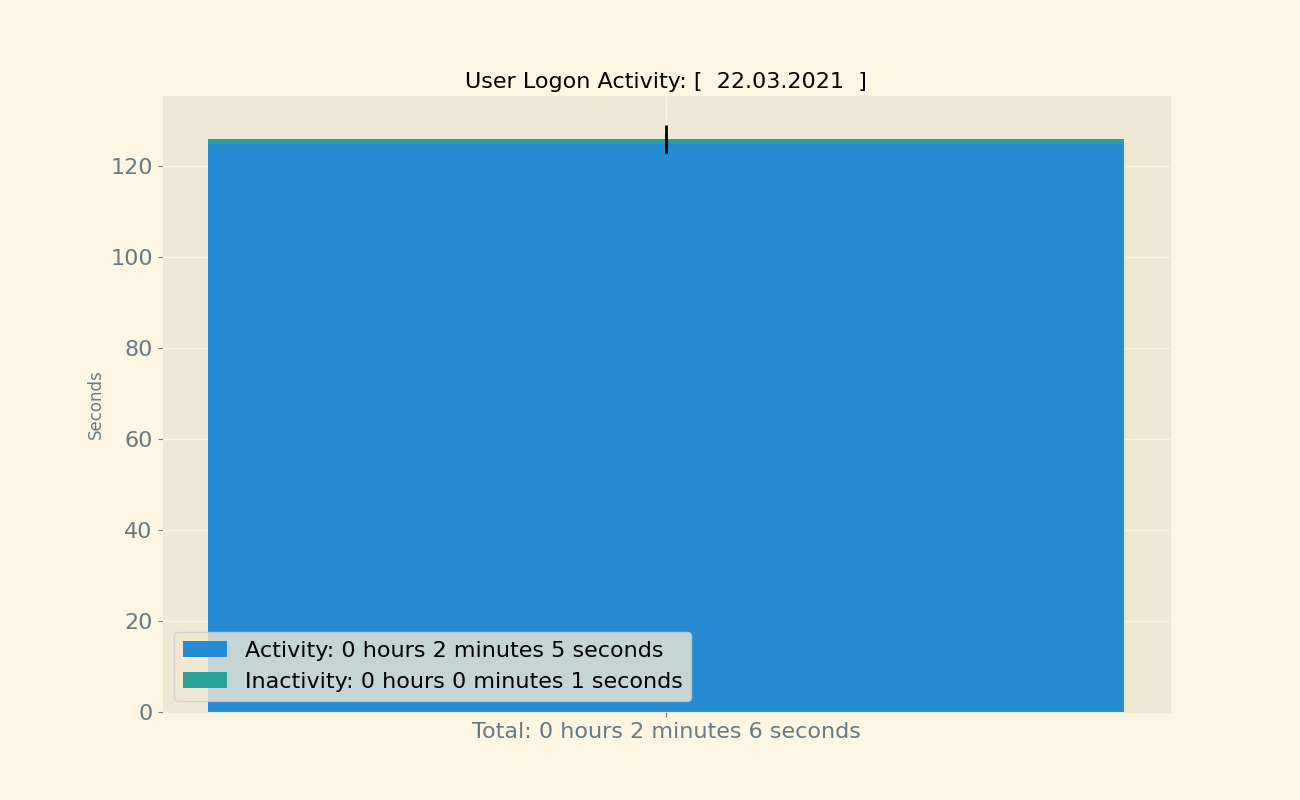 User Logon Activity: [  22.03.2021  ]
120
100
80
60
40
20
0
Seconds
Activity: 0 hours 2 minutes 5 seconds
Inactivity: 0 hours 0 minutes 1 seconds
Total: 0 hours 2 minutes 6 seconds